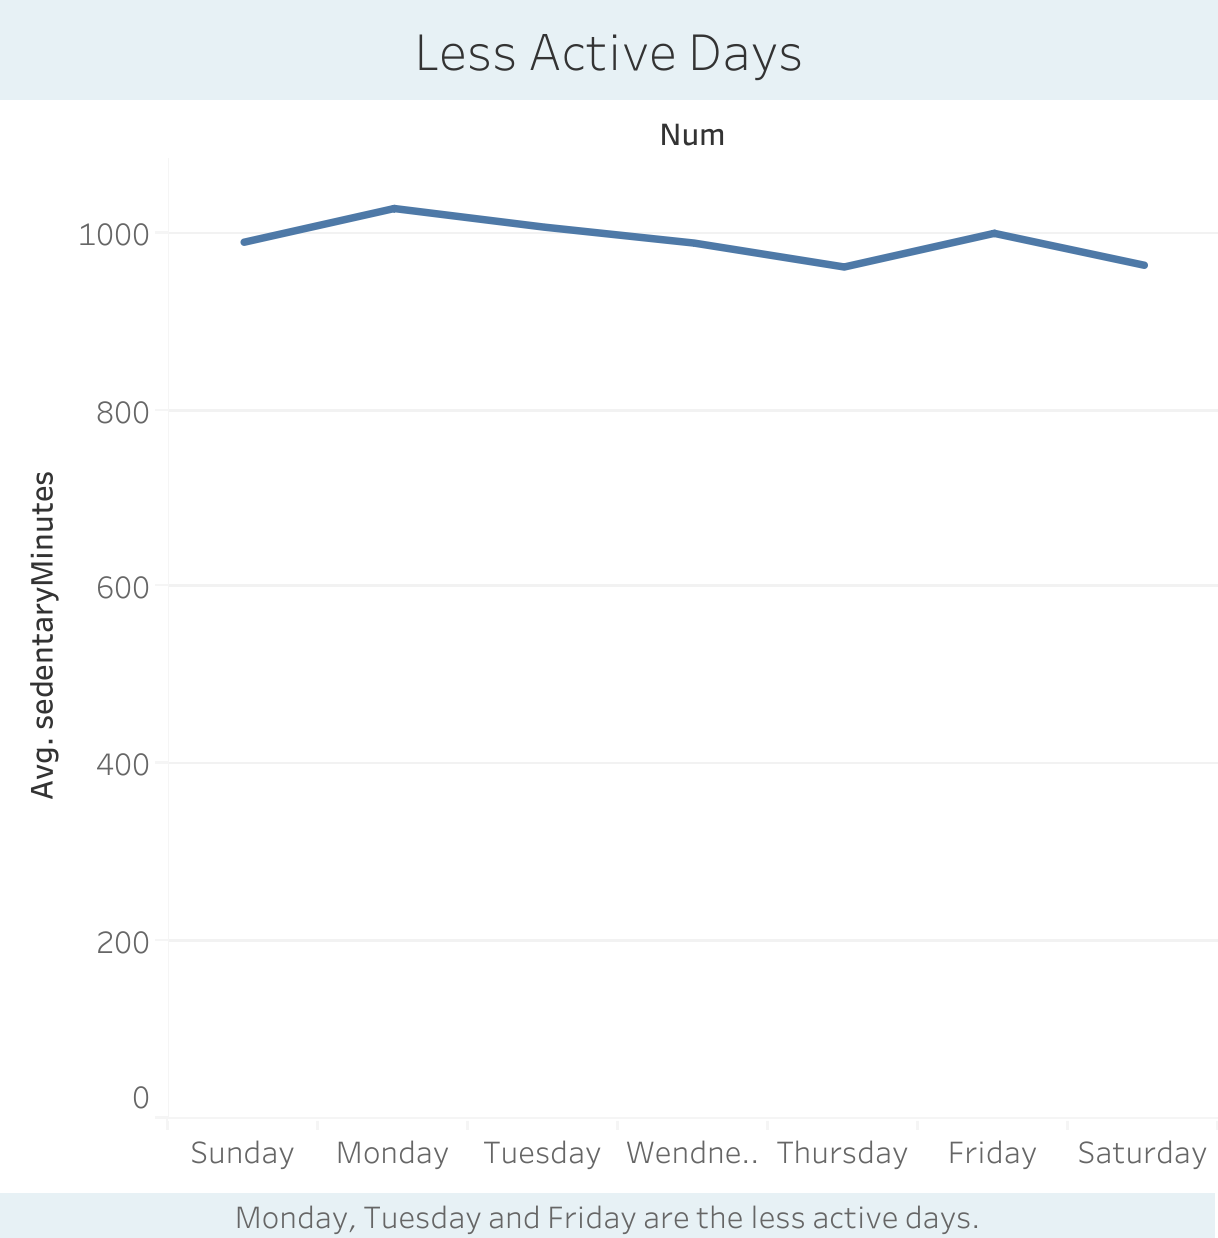 Less Active Days
Num
1000
800
600
400
200
0
Avg. sedentaryMinutes
Sunday Monday Tuesday Wendne.. Thursday Friday Saturday
Monday, Tuesday and Friday are the less active days.